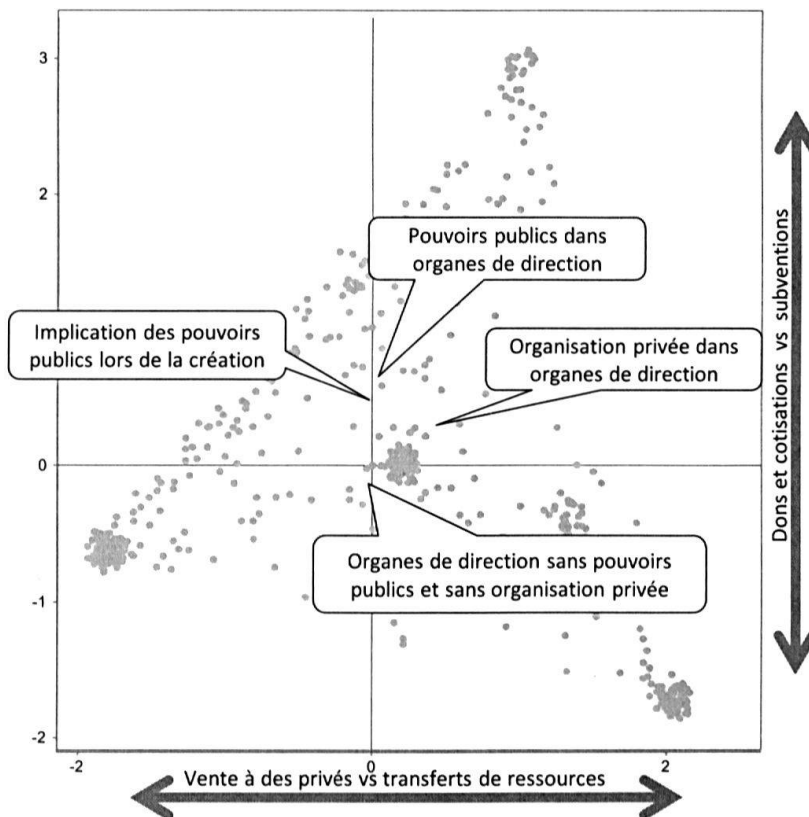 3
2
Pouvoirs publics dans
organes de direction
Implication des pouvoirs
publics lors de la création
Organisation privée dans
organes de direction
0
Organes de direction sans pouvoirs
publics et sans organisation privée
-1
-2
-2
0
2
Vente à des privés vs transferts de ressources
Dons et cotisations vs subventions